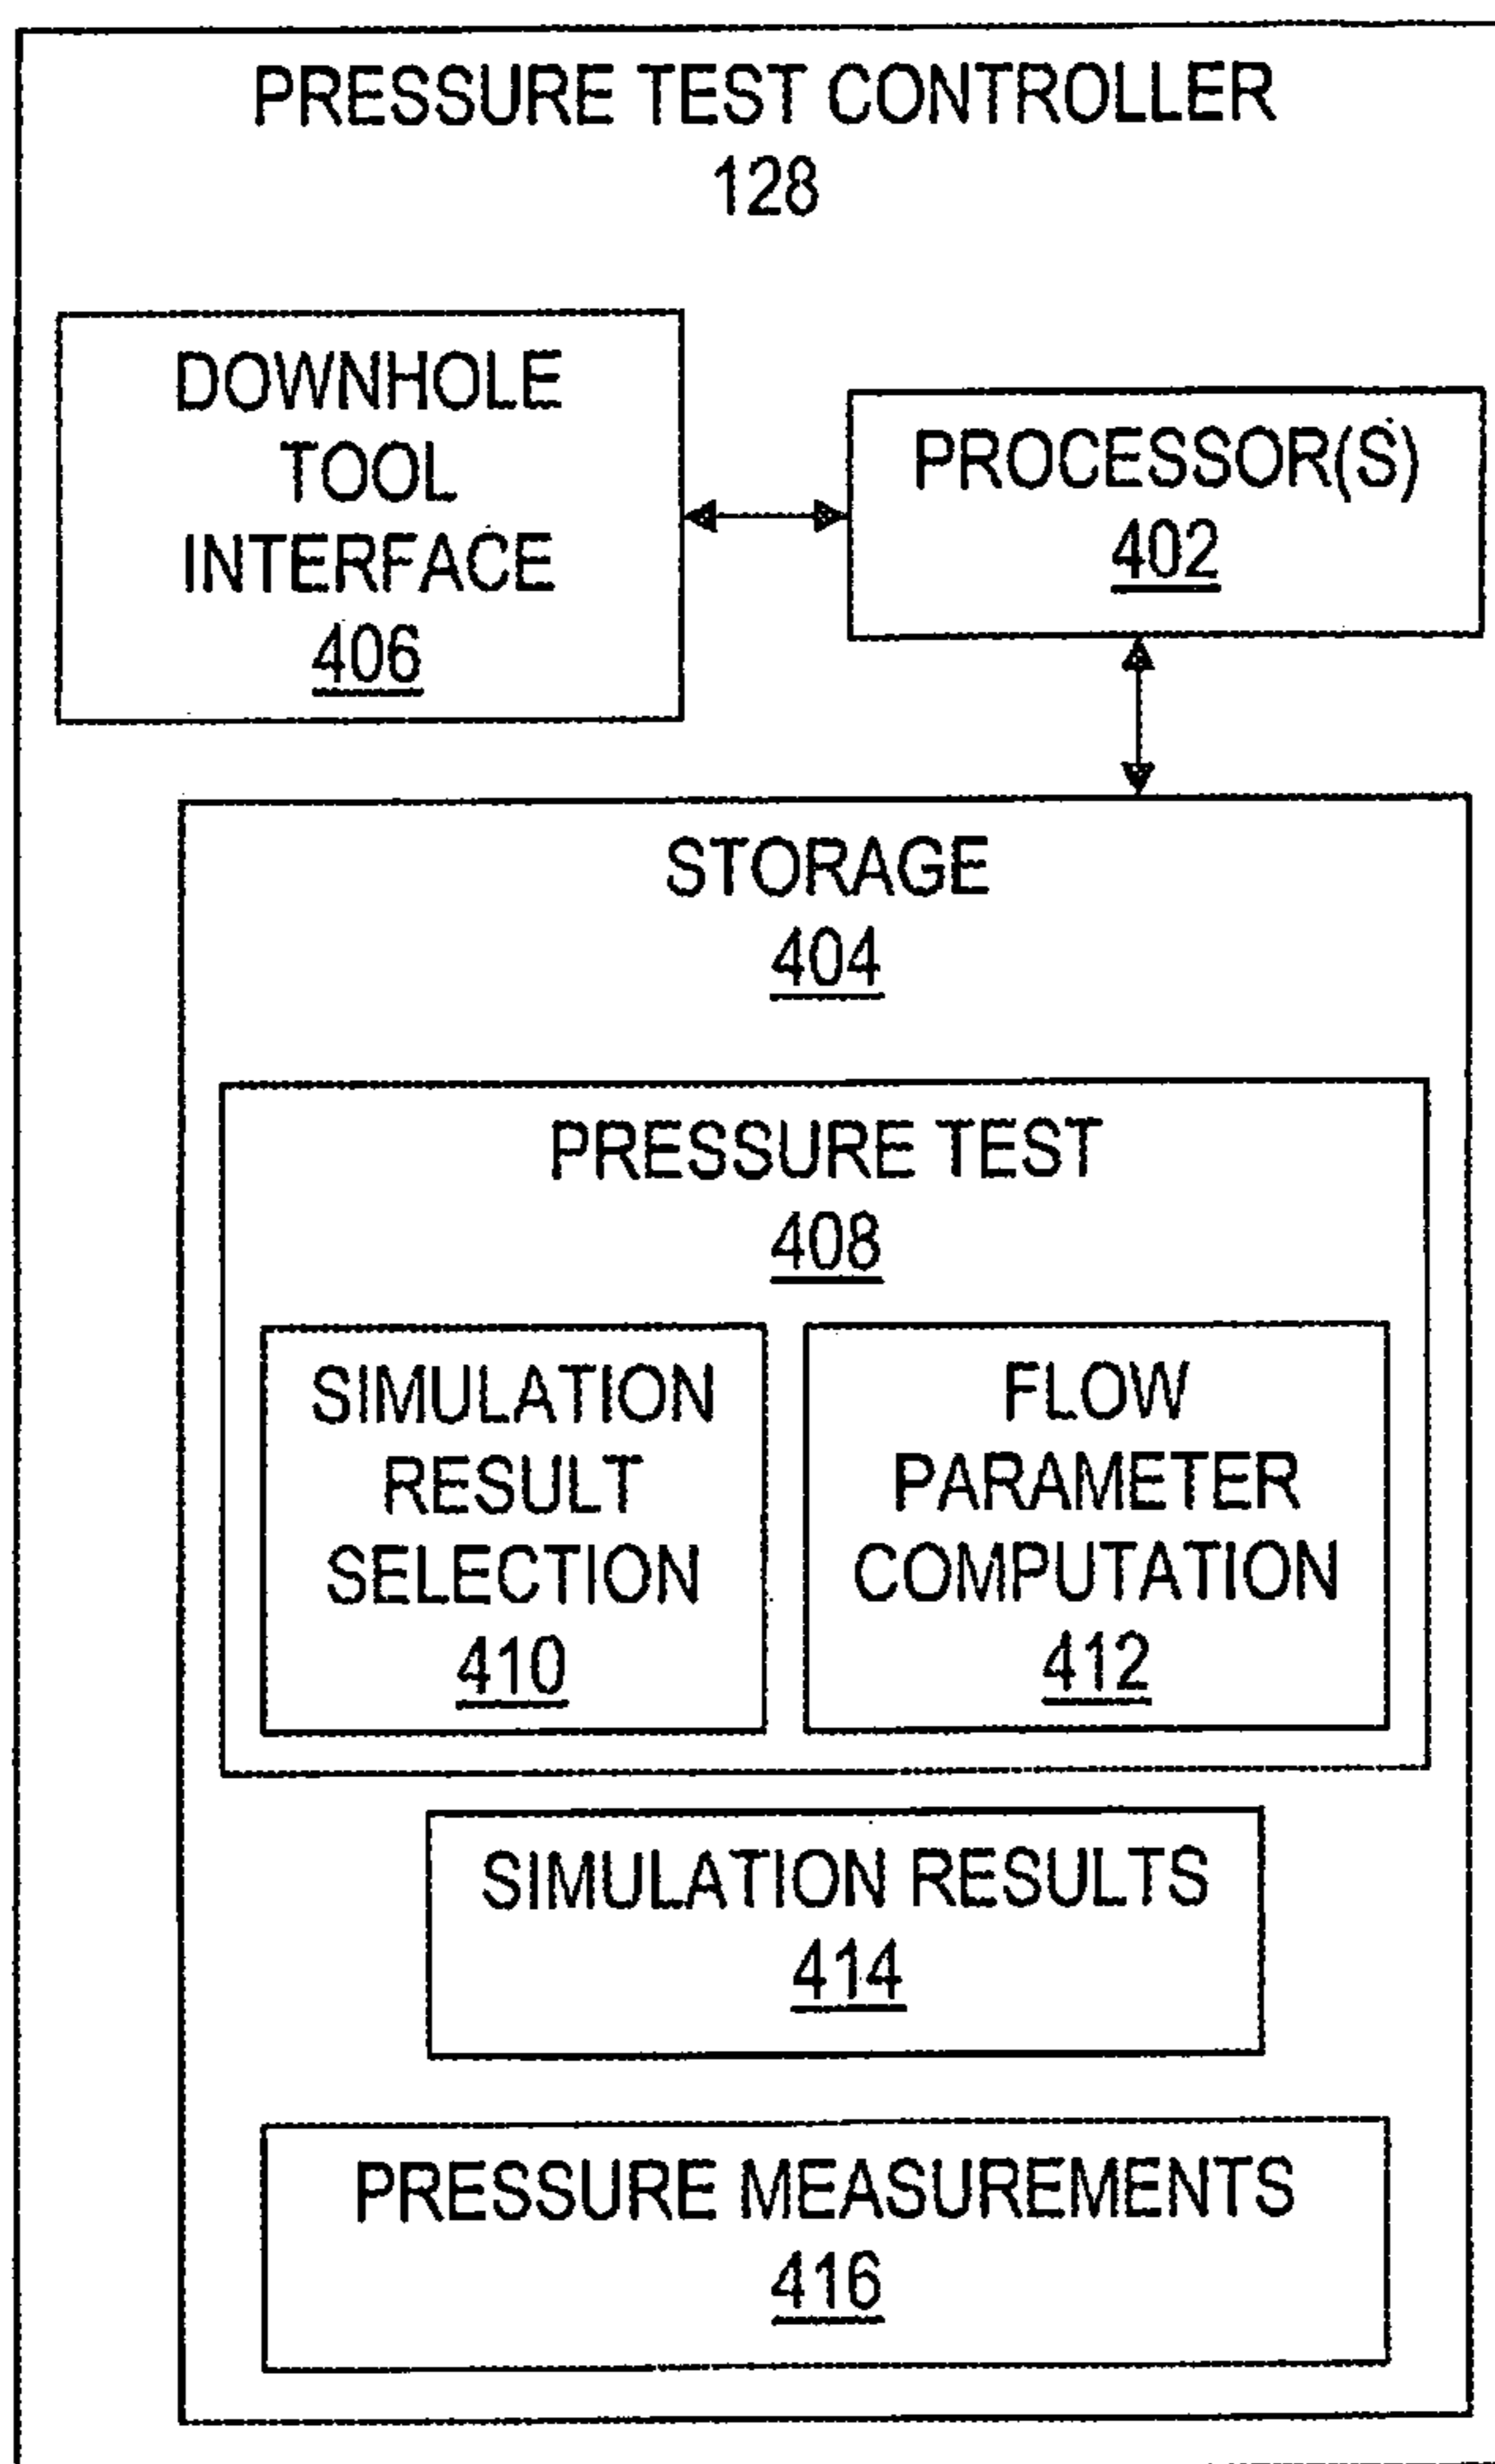 PRESSURE TEST CONTROLLER
128
DOWNHOLE
TOOL
INTERFACE
406
PROCESSOR(S)
402
STORAGE
404
PRESSURE TEST
408
SIMULATION
RESULT
SELECTION
410
FLOW
PARAMETER
COMPUTATION
412
SIMULATION RESULTS
414
PRESSURE MEASUREMENTS
416